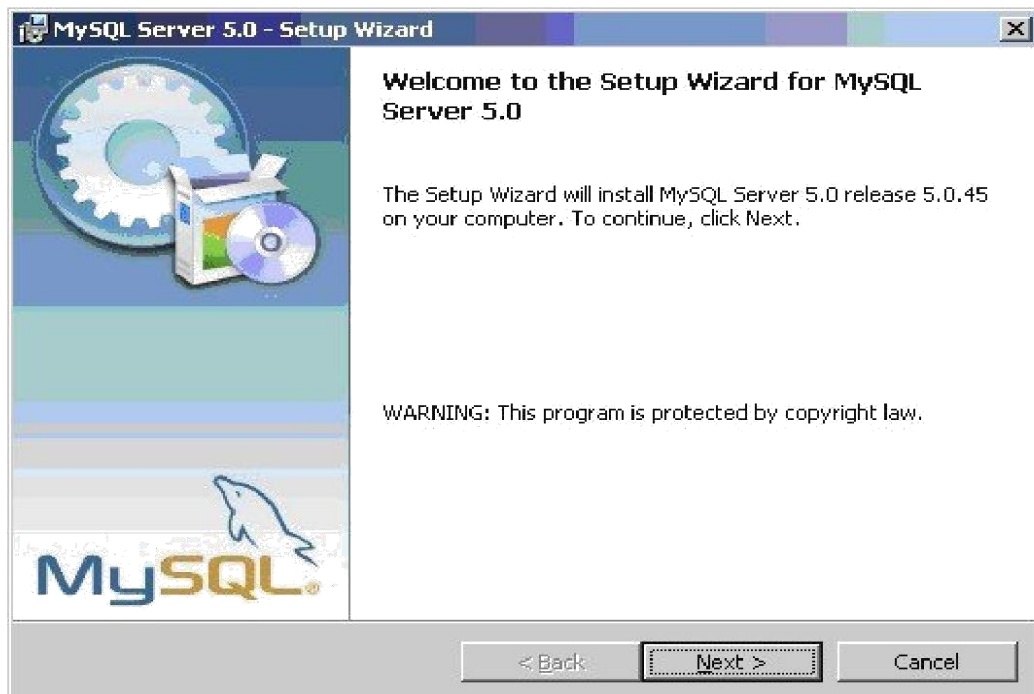 MySQL Server 5.0 - Setup Wizard
Welcome to the Setup Wizard for MySQL
Server 5.0
The Setup Wizard will install MySQL Server 5.0 release 5.0.45
on your computer. To continue, click Next.
WARNING: This program is protected by copyright law.
MySQL®
< Back
Next >
Cancel